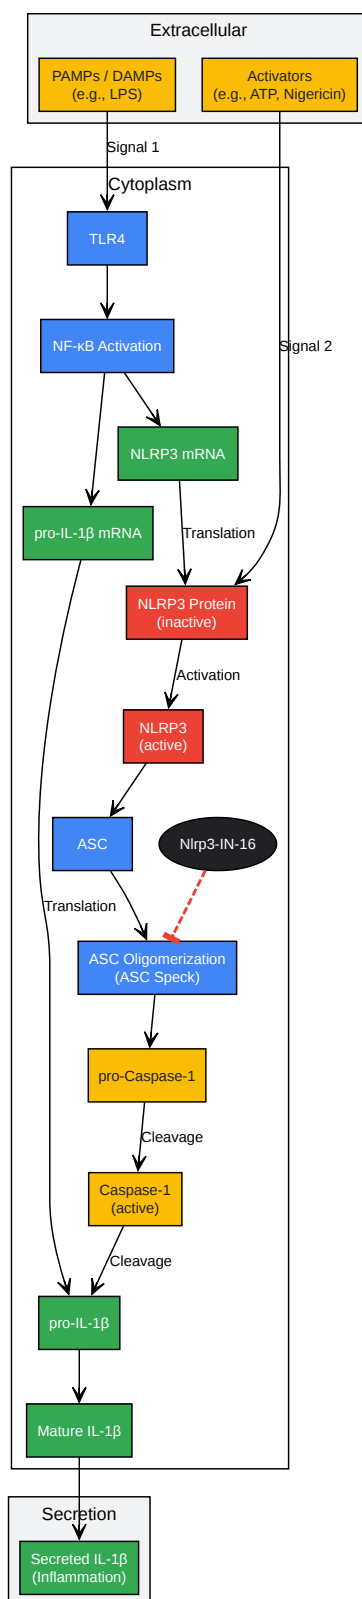 Extracellular
PAMPs / DAMPs
(e.g., LPS)
Activators
(e.g., ATP, Nigericin)
Signal 1
Cytoplasm
TLR4
NF-κB Activation
Signal 2
NLRP3 mRNA
pro-IL-1β mRNA
Translation
NLRP3 Protein
(inactive)
Activation
NLRP3
(active)
ASC
Nlrp3-IN-16
Translation
ASC Oligomerization
(ASC Speck)
pro-Caspase-1
Cleavage
Caspase-1
(active)
Cleavage
pro-IL-1β
Mature IL-1β
Secretion
Secreted IL-1β
(Inflammation)